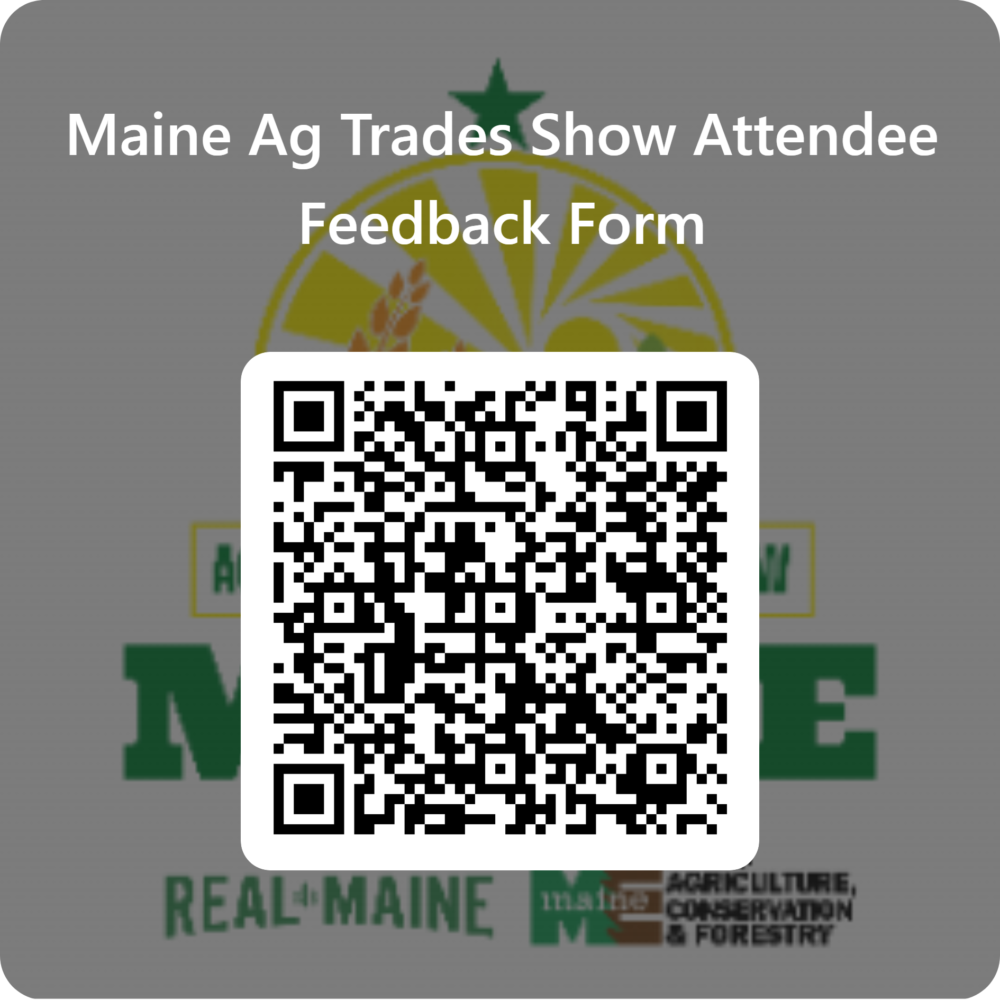 Maine Ag Trades Show Attendee
Feedback Form
REAL MAINE
maine
AGRICULTURE,
CONSERVATION
& FORESTRY